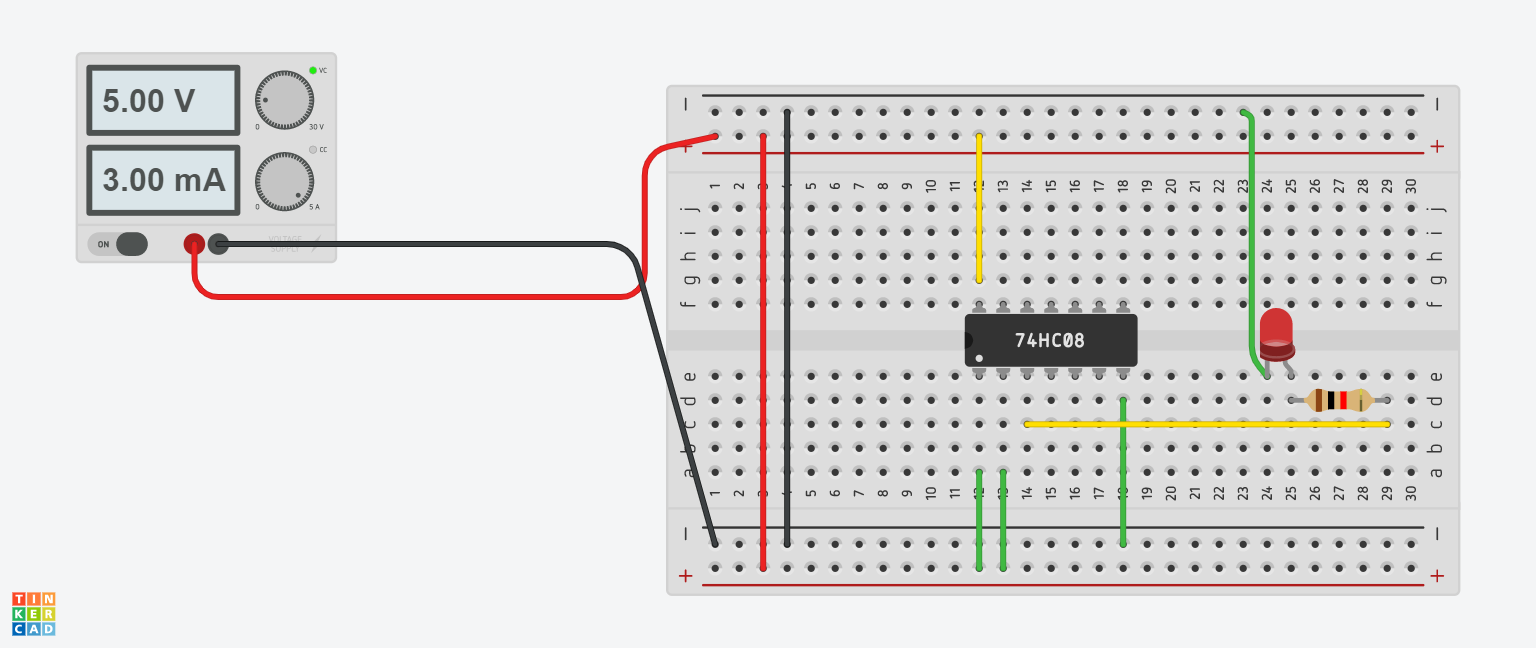 5.00 V
VC
0 30 V
3.00 mA
CC
0 5 A
ON
VOLTAGE
SUPPLY
− −
+ +
1 2 3 4 5 6 7 8 9 10 11 12 13 14 15 16 17 18 19 20 21 22 23 24 25 26 27 28 29 30
j j
i i
h h
g g
f f
74HC08
e e
d d
c c
b b
a a
1 2 3 4 5 6 7 8 9 10 11 12 13 14 15 16 17 18 19 20 21 22 23 24 25 26 27 28 29 30
− −
+ +
TIN
KER
CAD